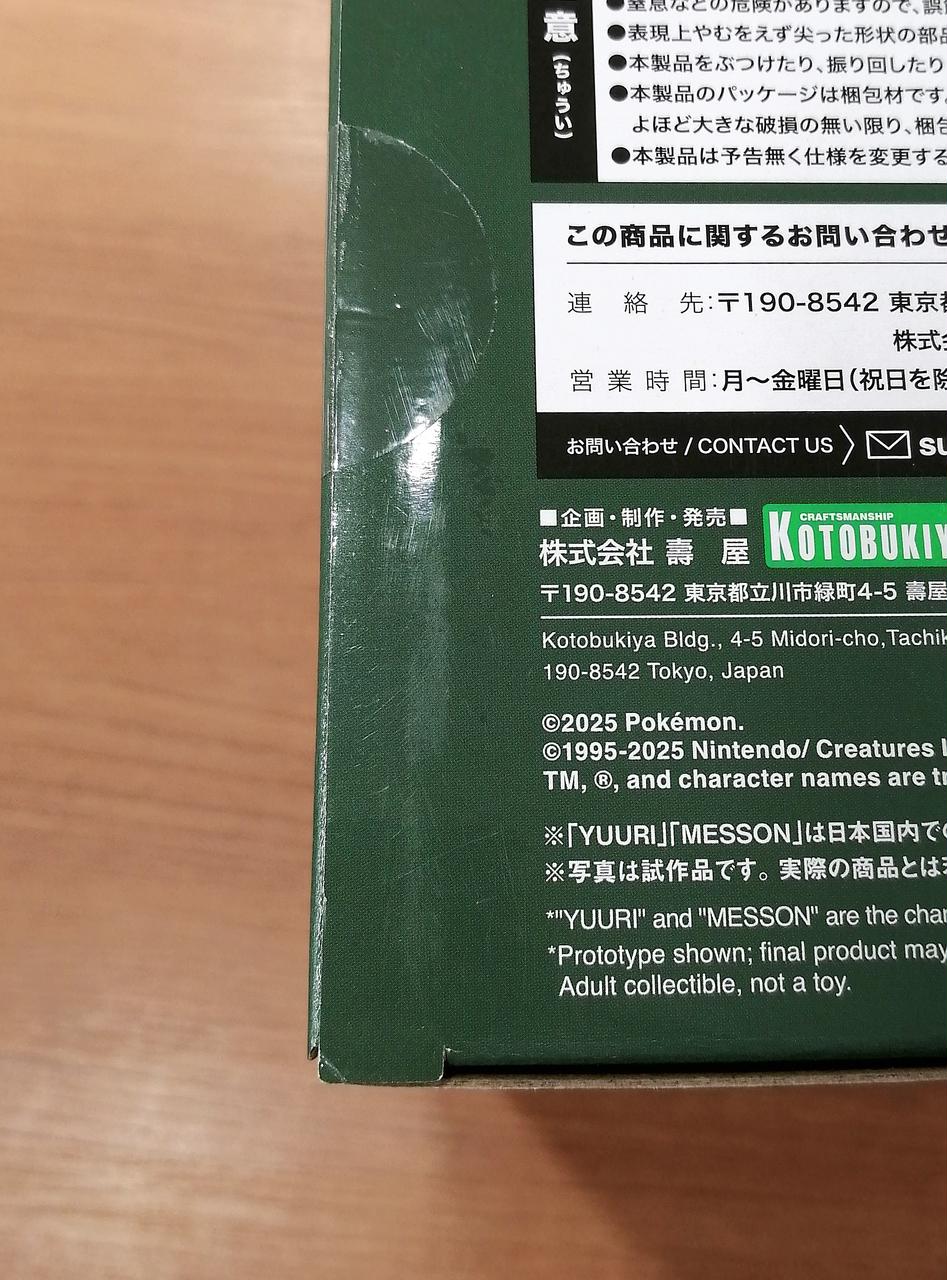 意
(ちゅうい)
●窒息などの危険がありますので、誤
●表現上やむをえず尖った形状の部品
●本製品をぶつけたり、振り回したり
●本製品のパッケージは梱包材です。
よほど大きな破損の無い限り、梱包
●本製品は予告無く仕様を変更する
この商品に関するお問い合わせ
連絡先:〒190-8542 東京都
株式会
営業時間:月〜金曜日(祝日を除
お問い合わせ / CONTACT US SU
■企画・制作・発売■
株式会社 壽 屋
CRAFTSMANSHIP
KOTOBUKIY
〒190-8542 東京都立川市緑町4-5 壽屋
Kotobukiya Bldg., 4-5 Midori-cho,Tachik
190-8542 Tokyo, Japan
©2025 Pokémon.
©1995-2025 Nintendo/ Creatures I
TM, ®, and character names are tr
※「YUURI」「MESSON」は日本国内での
※写真は試作品です。実際の商品とは
*"YUURI" and "MESSON" are the char
*Prototype shown; final product may
Adult collectible, not a toy.